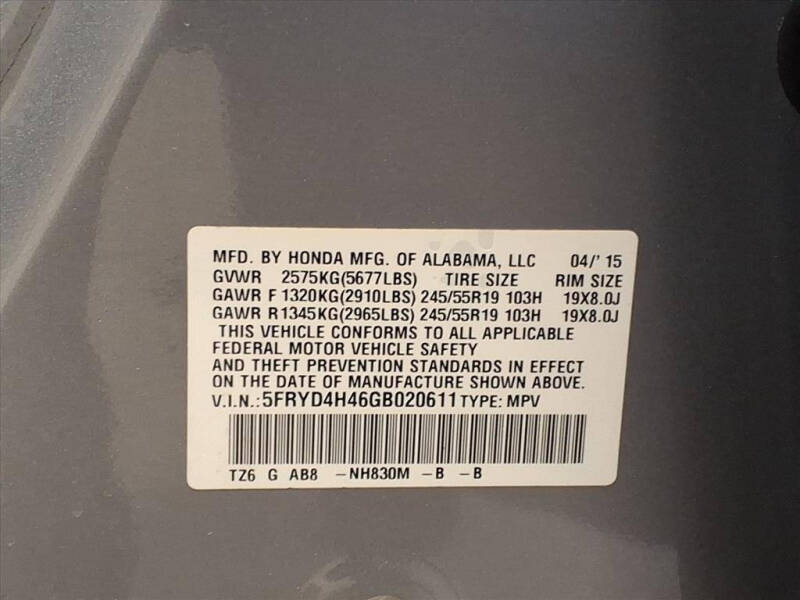 MFD. BY HONDA MFG. OF ALABAMA, LLC 04/'15
GVWR 2575KG(5677LBS) TIRE SIZE RIM SIZE
GAWR F 1320KG(2910LBS) 245/55R19 103H 19X8.0J
GAWR R 1345KG(2965LBS) 245/55R19 103H 19X8.0J
THIS VEHICLE CONFORMS TO ALL APPLICABLE
FEDERAL MOTOR VEHICLE SAFETY
AND THEFT PREVENTION STANDARDS IN EFFECT
ON THE DATE OF MANUFACTURE SHOWN ABOVE.
V.I.N.: 5FRYD4H46GB020611 TYPE: MPV
TZ6 G AB8 -NH830M -B -B